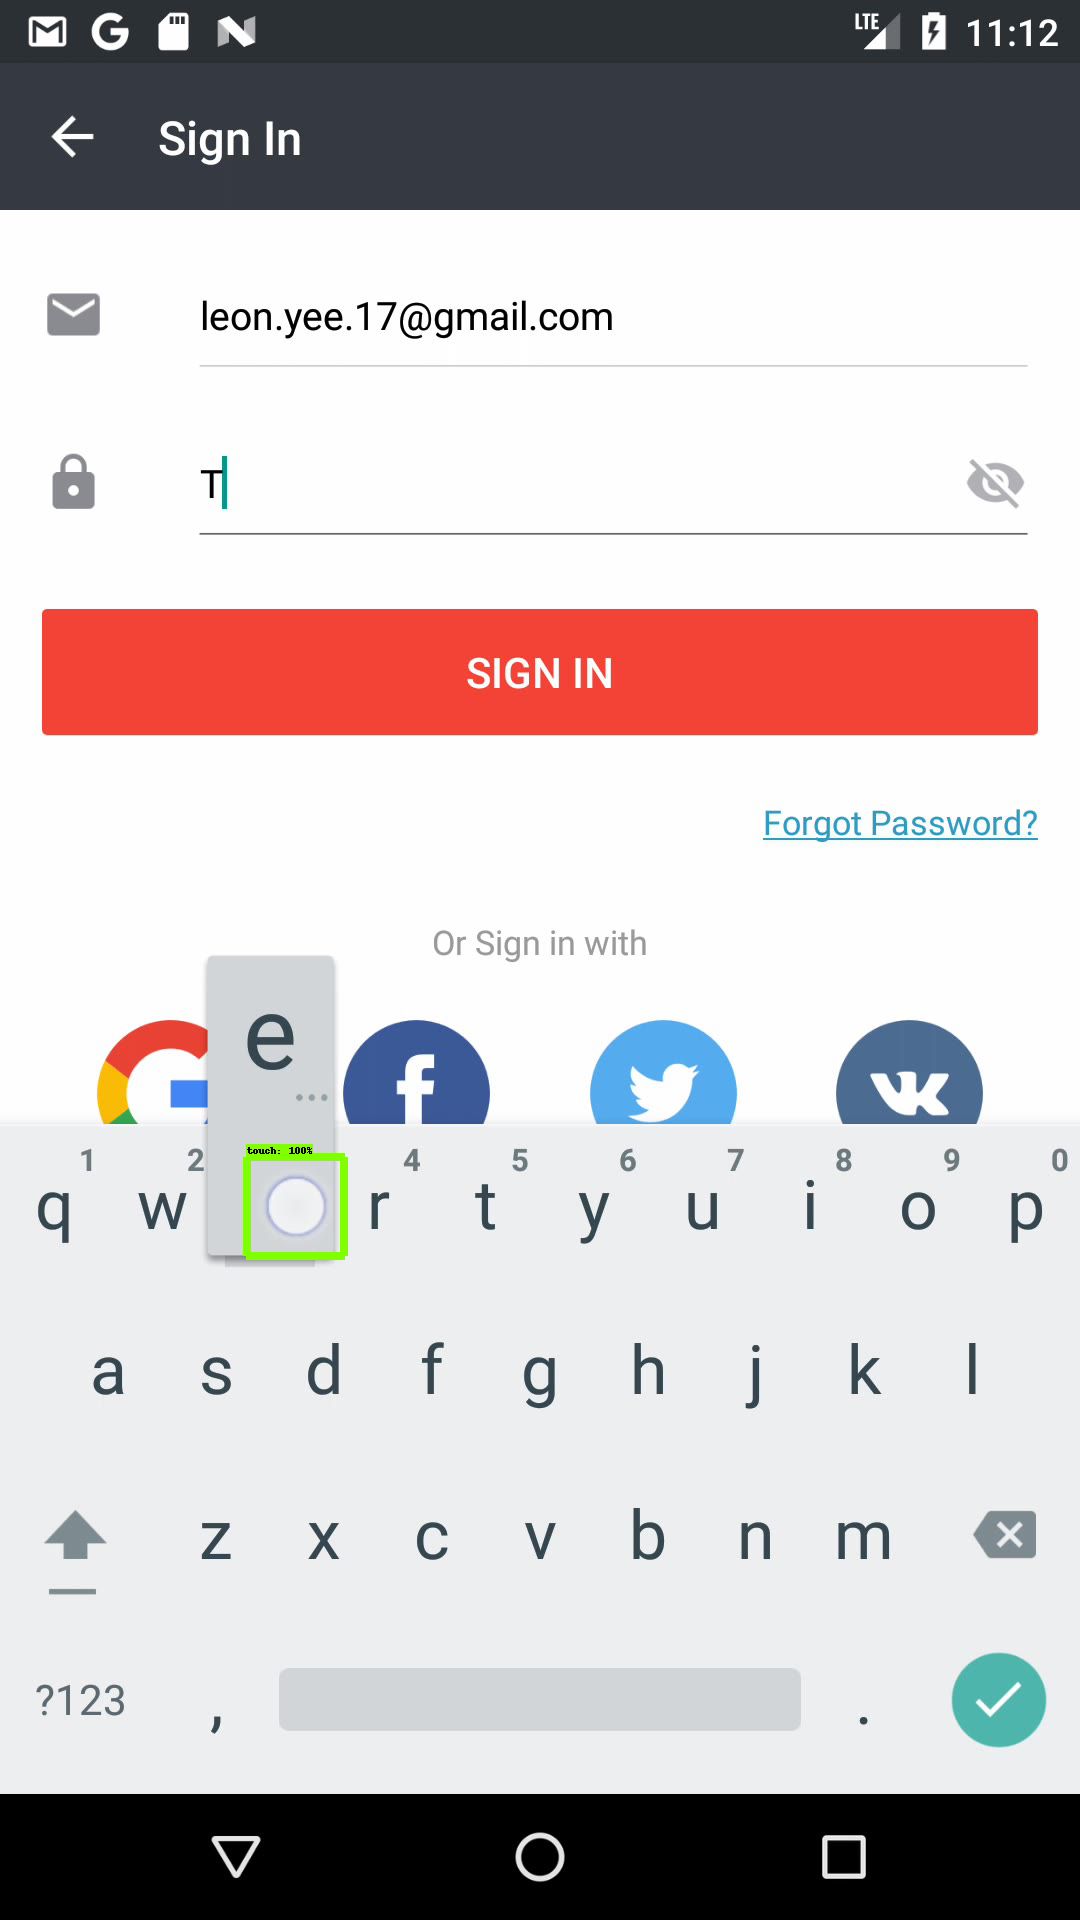 LTE 11:12
Sign In
leon.yee.17@gmail.com
T
SIGN IN
Forgot Password?
Or Sign in with
e
...
touch: 100%
1 2 4 5 6 7 8 9 0
q w r t y u i o p
a s d f g h j k l
z x c v b n m
?123 , .